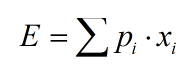 E = ∑ pᵢ · xᵢ